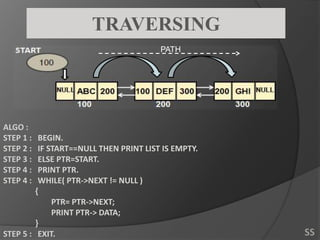 TRAVERSING
START
PATH
100
NULL ABC 200 100 DEF 300 200 GHI NULL
100 200 300
ALGO :
STEP 1 : BEGIN.
STEP 2 : IF START==NULL THEN PRINT LIST IS EMPTY.
STEP 3 : ELSE PTR=START.
STEP 4 : PRINT PTR.
STEP 4 : WHILE( PTR->NEXT != NULL )
{
PTR= PTR->NEXT;
PRINT PTR-> DATA;
}
STEP 5 : EXIT.
SS